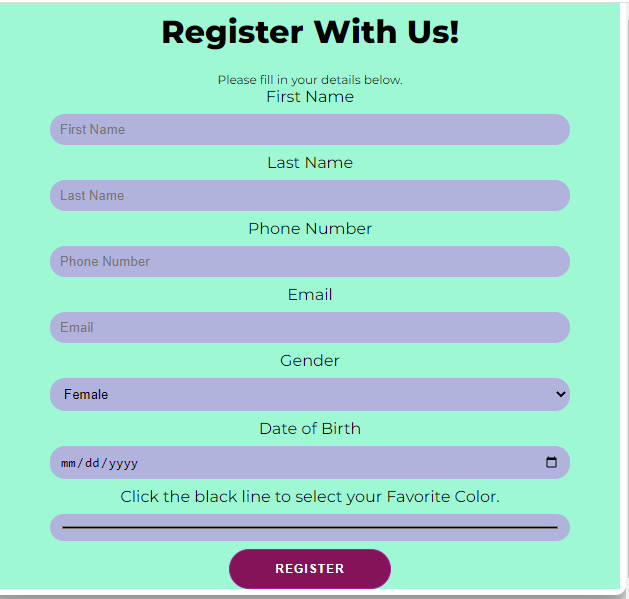 Register With Us!
Please fill in your details below.
First Name
First Name
Last Name
Last Name
Phone Number
Phone Number
Email
Email
Gender
Female
Date of Birth
mm/dd/yyyy
Click the black line to select your Favorite Color.
REGISTER